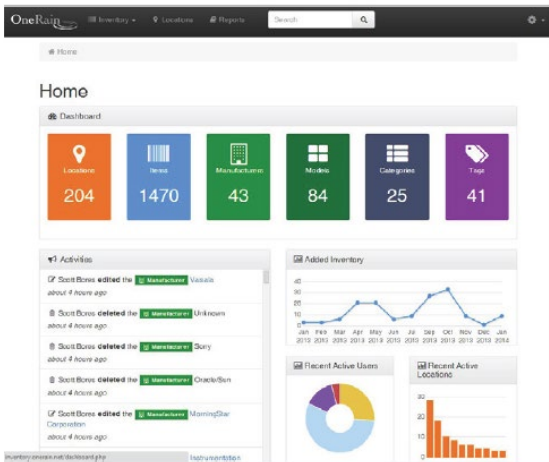 OneRain Inventory Locations Reports Search
Home
Home
Dashboard
Locations Items Manufacturers Models Categories Tags
204 1470 43 84 25 41
Activities
Scott Bores edited the Manufacturer Vaisala
about 4 hours ago
Scott Bores deleted the Manufacturer Unknown
about 4 hours ago
Scott Bores deleted the Manufacturer Sony
about 4 hours ago
Scott Bores deleted the Manufacturer Oracle/Sun
about 4 hours ago
Scott Bores edited the Manufacturer MorningStar
Corporation
about 4 hours ago
Instrumentation
inventory.onerain.net/dashboard.php
Added Inventory
40
30
20
10
0
Jan Feb Mar Apr May Jun Jul Sep Oct Nov Dec Jan
2013 2013 2013 2013 2013 2013 2013 2013 2013 2013 2013 2014
Recent Active Users
Recent Active
Locations
30
20
10
0